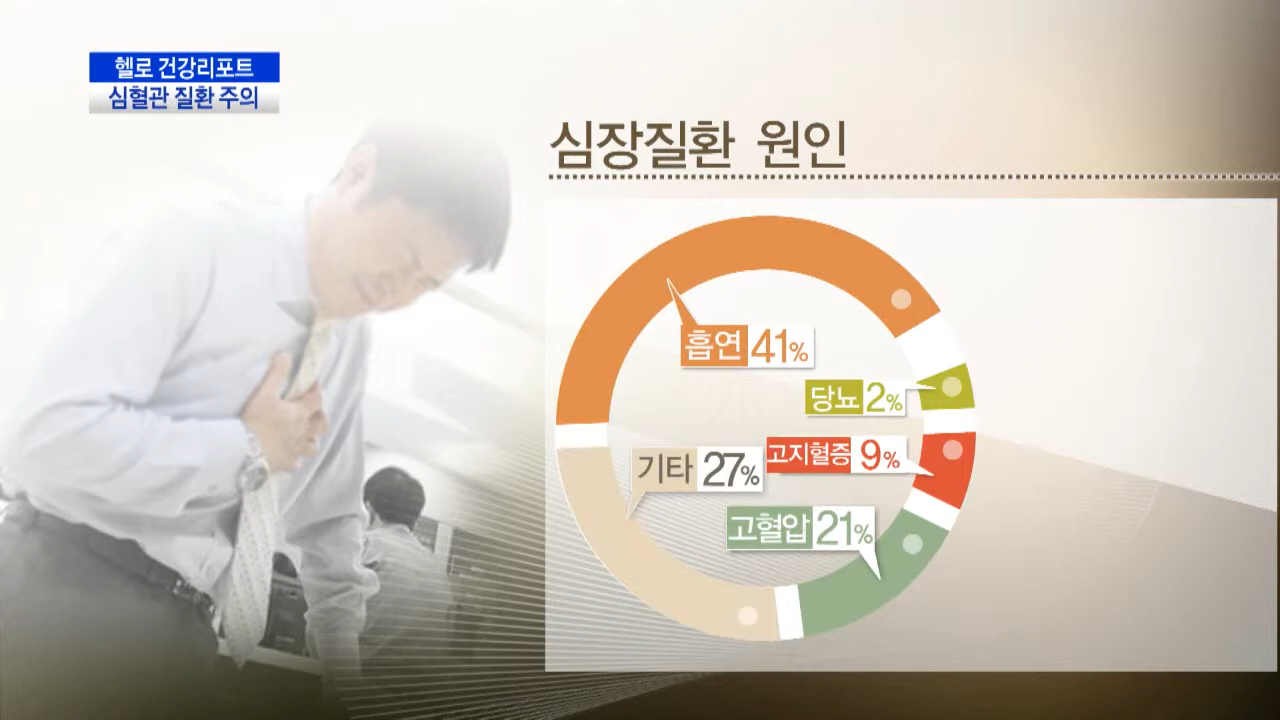 헬로 건강리포트
심혈관 질환 주의
심장질환 원인
흡연 41%
당뇨 2%
고지혈증 9%
기타 27%
고혈압 21%